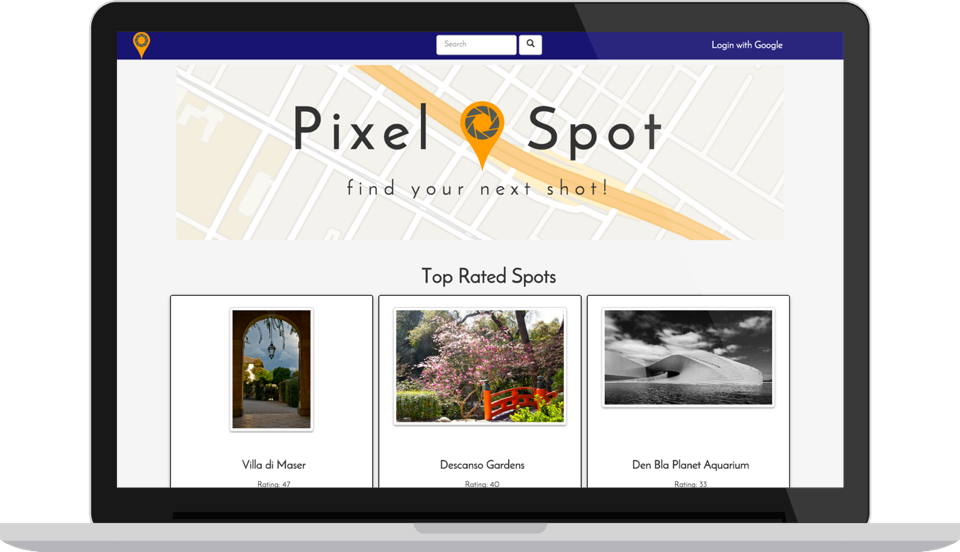 Search
Login with Google
Pixel Spot
find your next shot!
Top Rated Spots
Villa di Maser
Descanso Gardens
Den Bla Planet Aquarium
Rating: 47
Rating: 40
Rating: 33